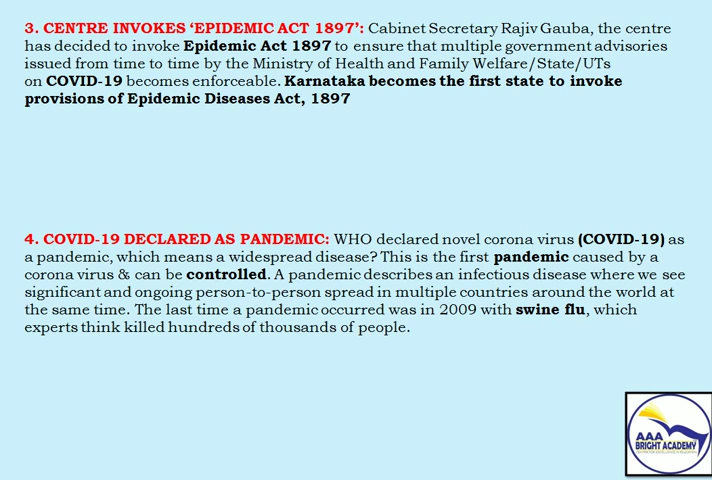 3. CENTRE INVOKES ‘EPIDEMIC ACT 1897’: Cabinet Secretary Rajiv Gauba, the centre
has decided to invoke Epidemic Act 1897 to ensure that multiple government advisories
issued from time to time by the Ministry of Health and Family Welfare/State/UTs
on COVID-19 becomes enforceable. Karnataka becomes the first state to invoke
provisions of Epidemic Diseases Act, 1897
4. COVID-19 DECLARED AS PANDEMIC: WHO declared novel corona virus (COVID-19) as
a pandemic, which means a widespread disease? This is the first pandemic caused by a
corona virus & can be controlled. A pandemic describes an infectious disease where we see
significant and ongoing person-to-person spread in multiple countries around the world at
the same time. The last time a pandemic occurred was in 2009 with swine flu, which
experts think killed hundreds of thousands of people.
AAA
BRIGHT ACADEMY